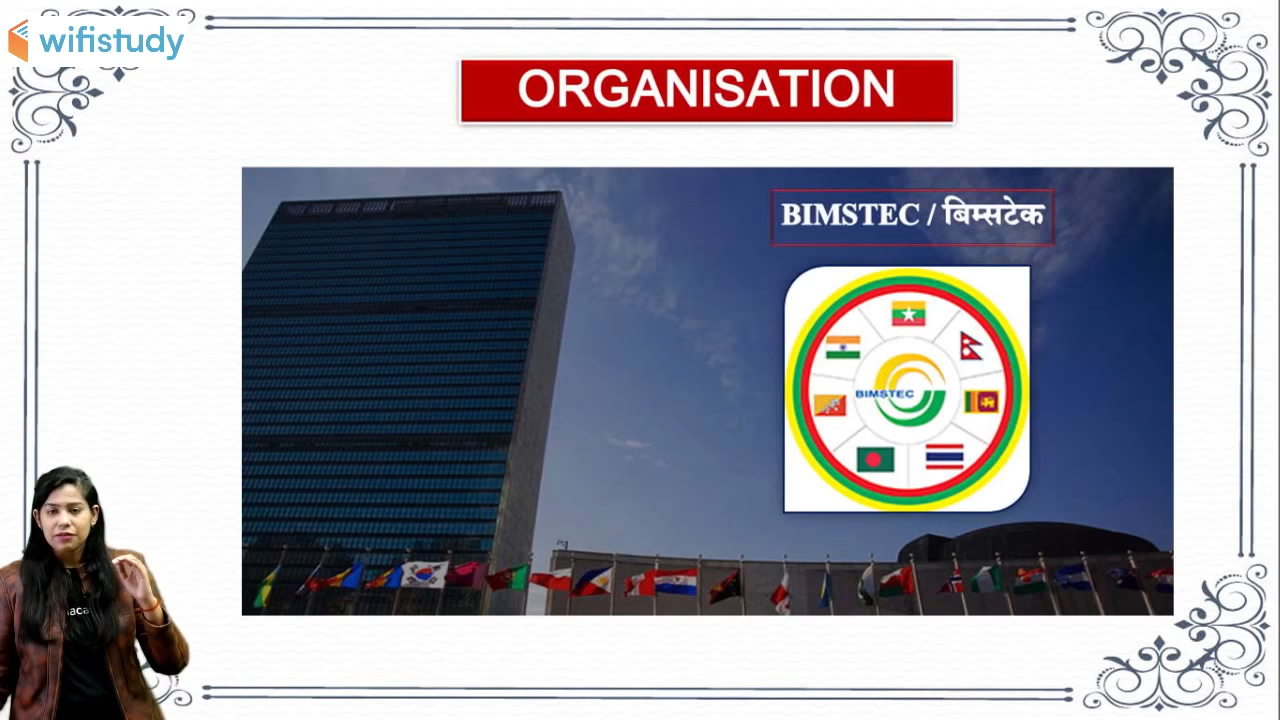 wifistudy
ORGANISATION
BIMSTEC / बिम्सटेक
BIMSTEC